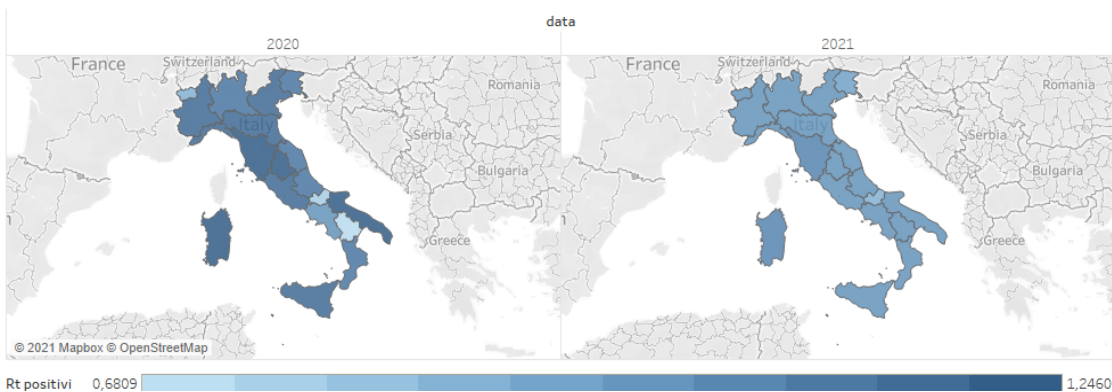 data
2020
2021
France
Switzerland
Romania
Italy
Serbia
Bulgaria
Greece
© 2021 Mapbox © OpenStreetMap
France
Switzerland
Romania
Italy
Serbia
Bulgaria
Greece
Rt positivi 0,6809 1,2460